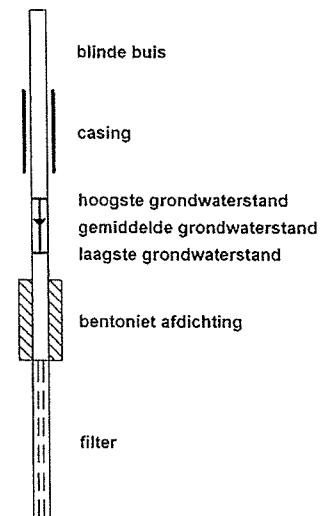 blinde buis
casing
hoogste grondwaterstand
gemiddelde grondwaterstand
laagste grondwaterstand
bentoniet afdichting
filter